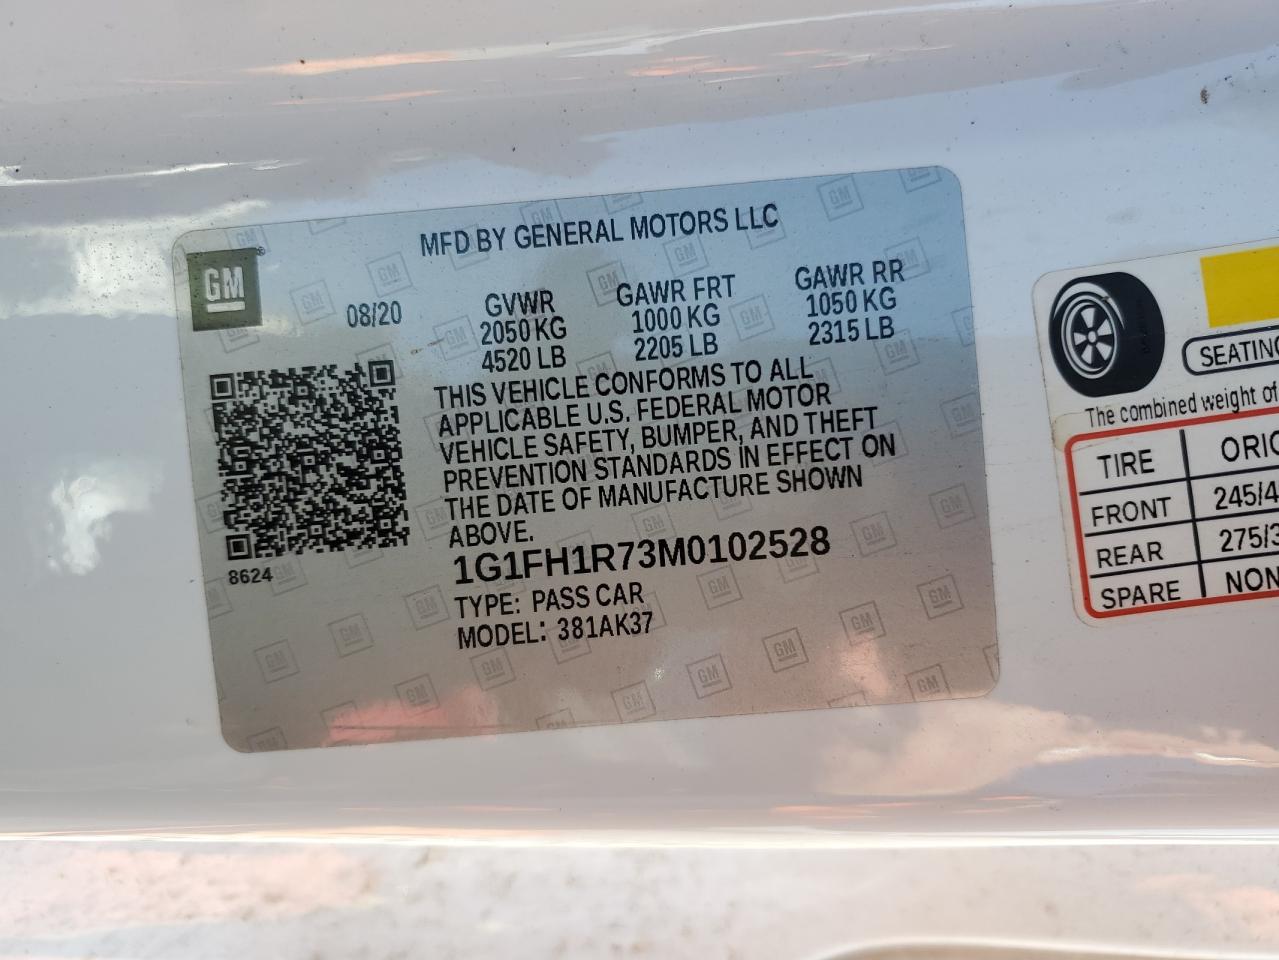 MFD BY GENERAL MOTORS LLC
GM
08/20
GVWR
2050 KG
4520 LB
GAWR FRT
1000 KG
2205 LB
GAWR RR
1050 KG
2315 LB
THIS VEHICLE CONFORMS TO ALL
APPLICABLE U.S. FEDERAL MOTOR
VEHICLE SAFETY, BUMPER, AND THEFT
PREVENTION STANDARDS IN EFFECT ON
THE DATE OF MANUFACTURE SHOWN
ABOVE.
8624
1G1FH1R73M0102528
TYPE: PASS CAR
MODEL: 381AK37
SEATING
The combined weight of
TIRE ORIG
FRONT 245/4
REAR 275/3
SPARE NON